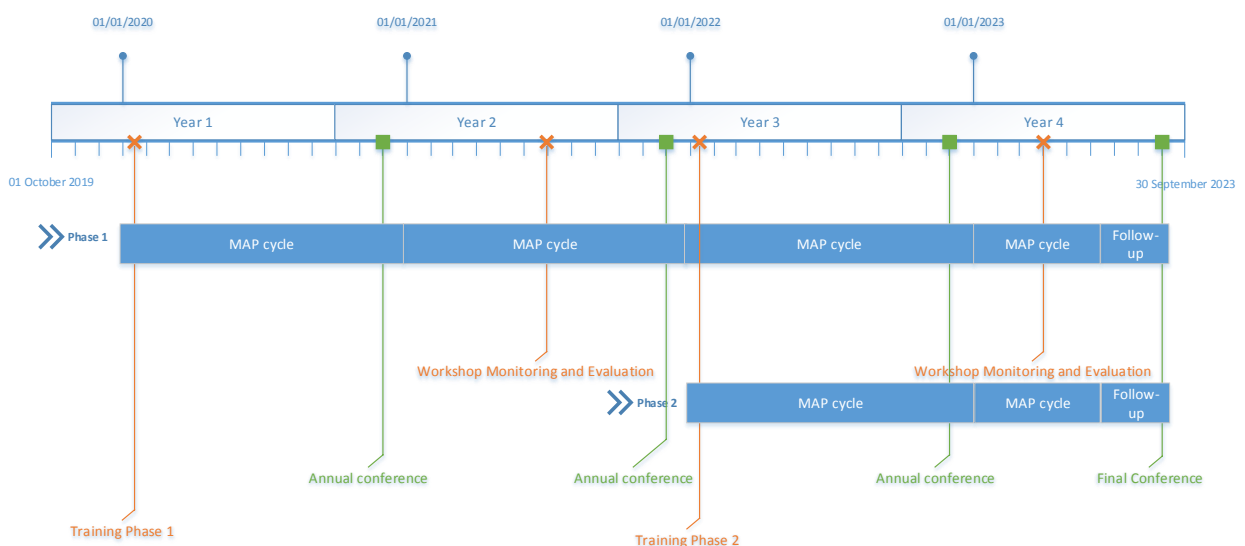 01/01/2020
01/01/2021
01/01/2022
01/01/2023
Year 1
Year 2
Year 3
Year 4
01 October 2019
30 September 2023
Phase 1
MAP cycle
MAP cycle
MAP cycle
MAP cycle
Follow-
up
Workshop Monitoring and Evaluation
Workshop Monitoring and Evaluation
Phase 2
MAP cycle
MAP cycle
Follow-
up
Annual conference
Annual conference
Annual conference
Final Conference
Training Phase 1
Training Phase 2